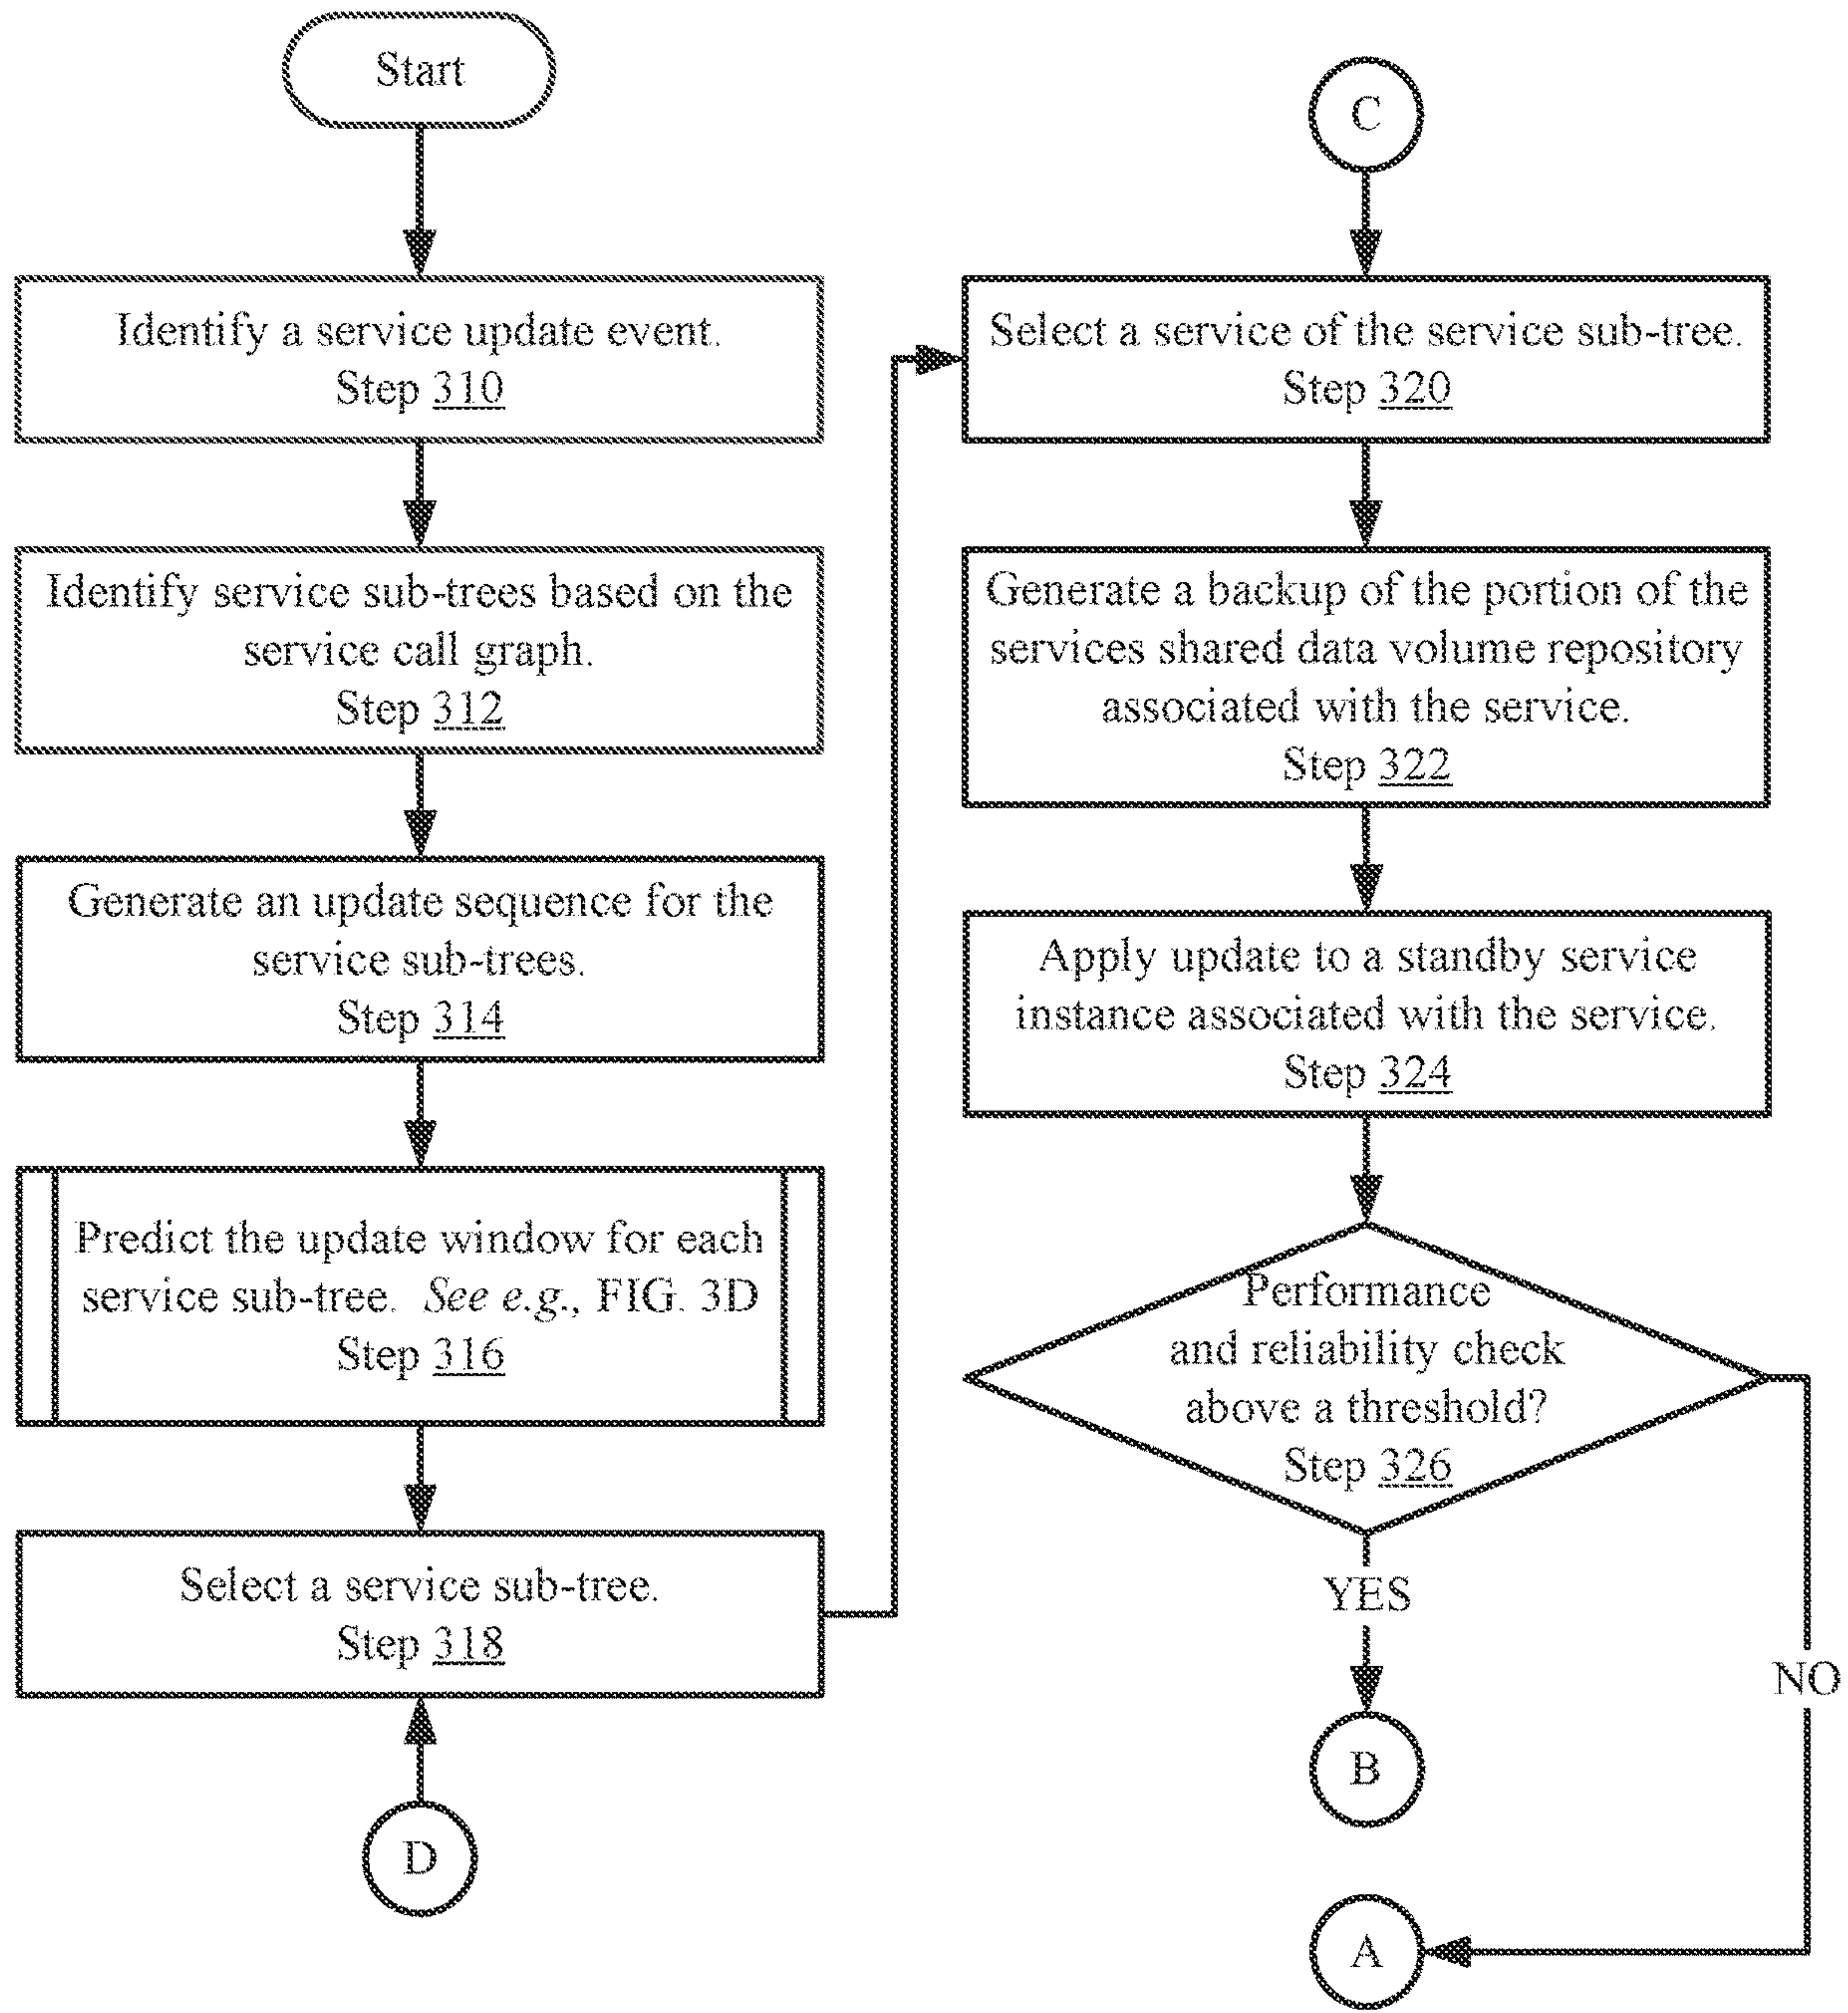 Start
Identify a service update event.
Step 310
Identify service sub-trees based on the
service call graph.
Step 312
Generate an update sequence for the
service sub-trees.
Step 314
Predict the update window for each
service sub-tree. See e.g., FIG. 3D
Step 316
Select a service sub-tree.
Step 318
D
C
Select a service of the service sub-tree.
Step 320
Generate a backup of the portion of the
services shared data volume repository
associated with the service.
Step 322
Apply update to a standby service
instance associated with the service.
Step 324
Performance
and reliability check
above a threshold?
Step 326
YES
NO
B
A